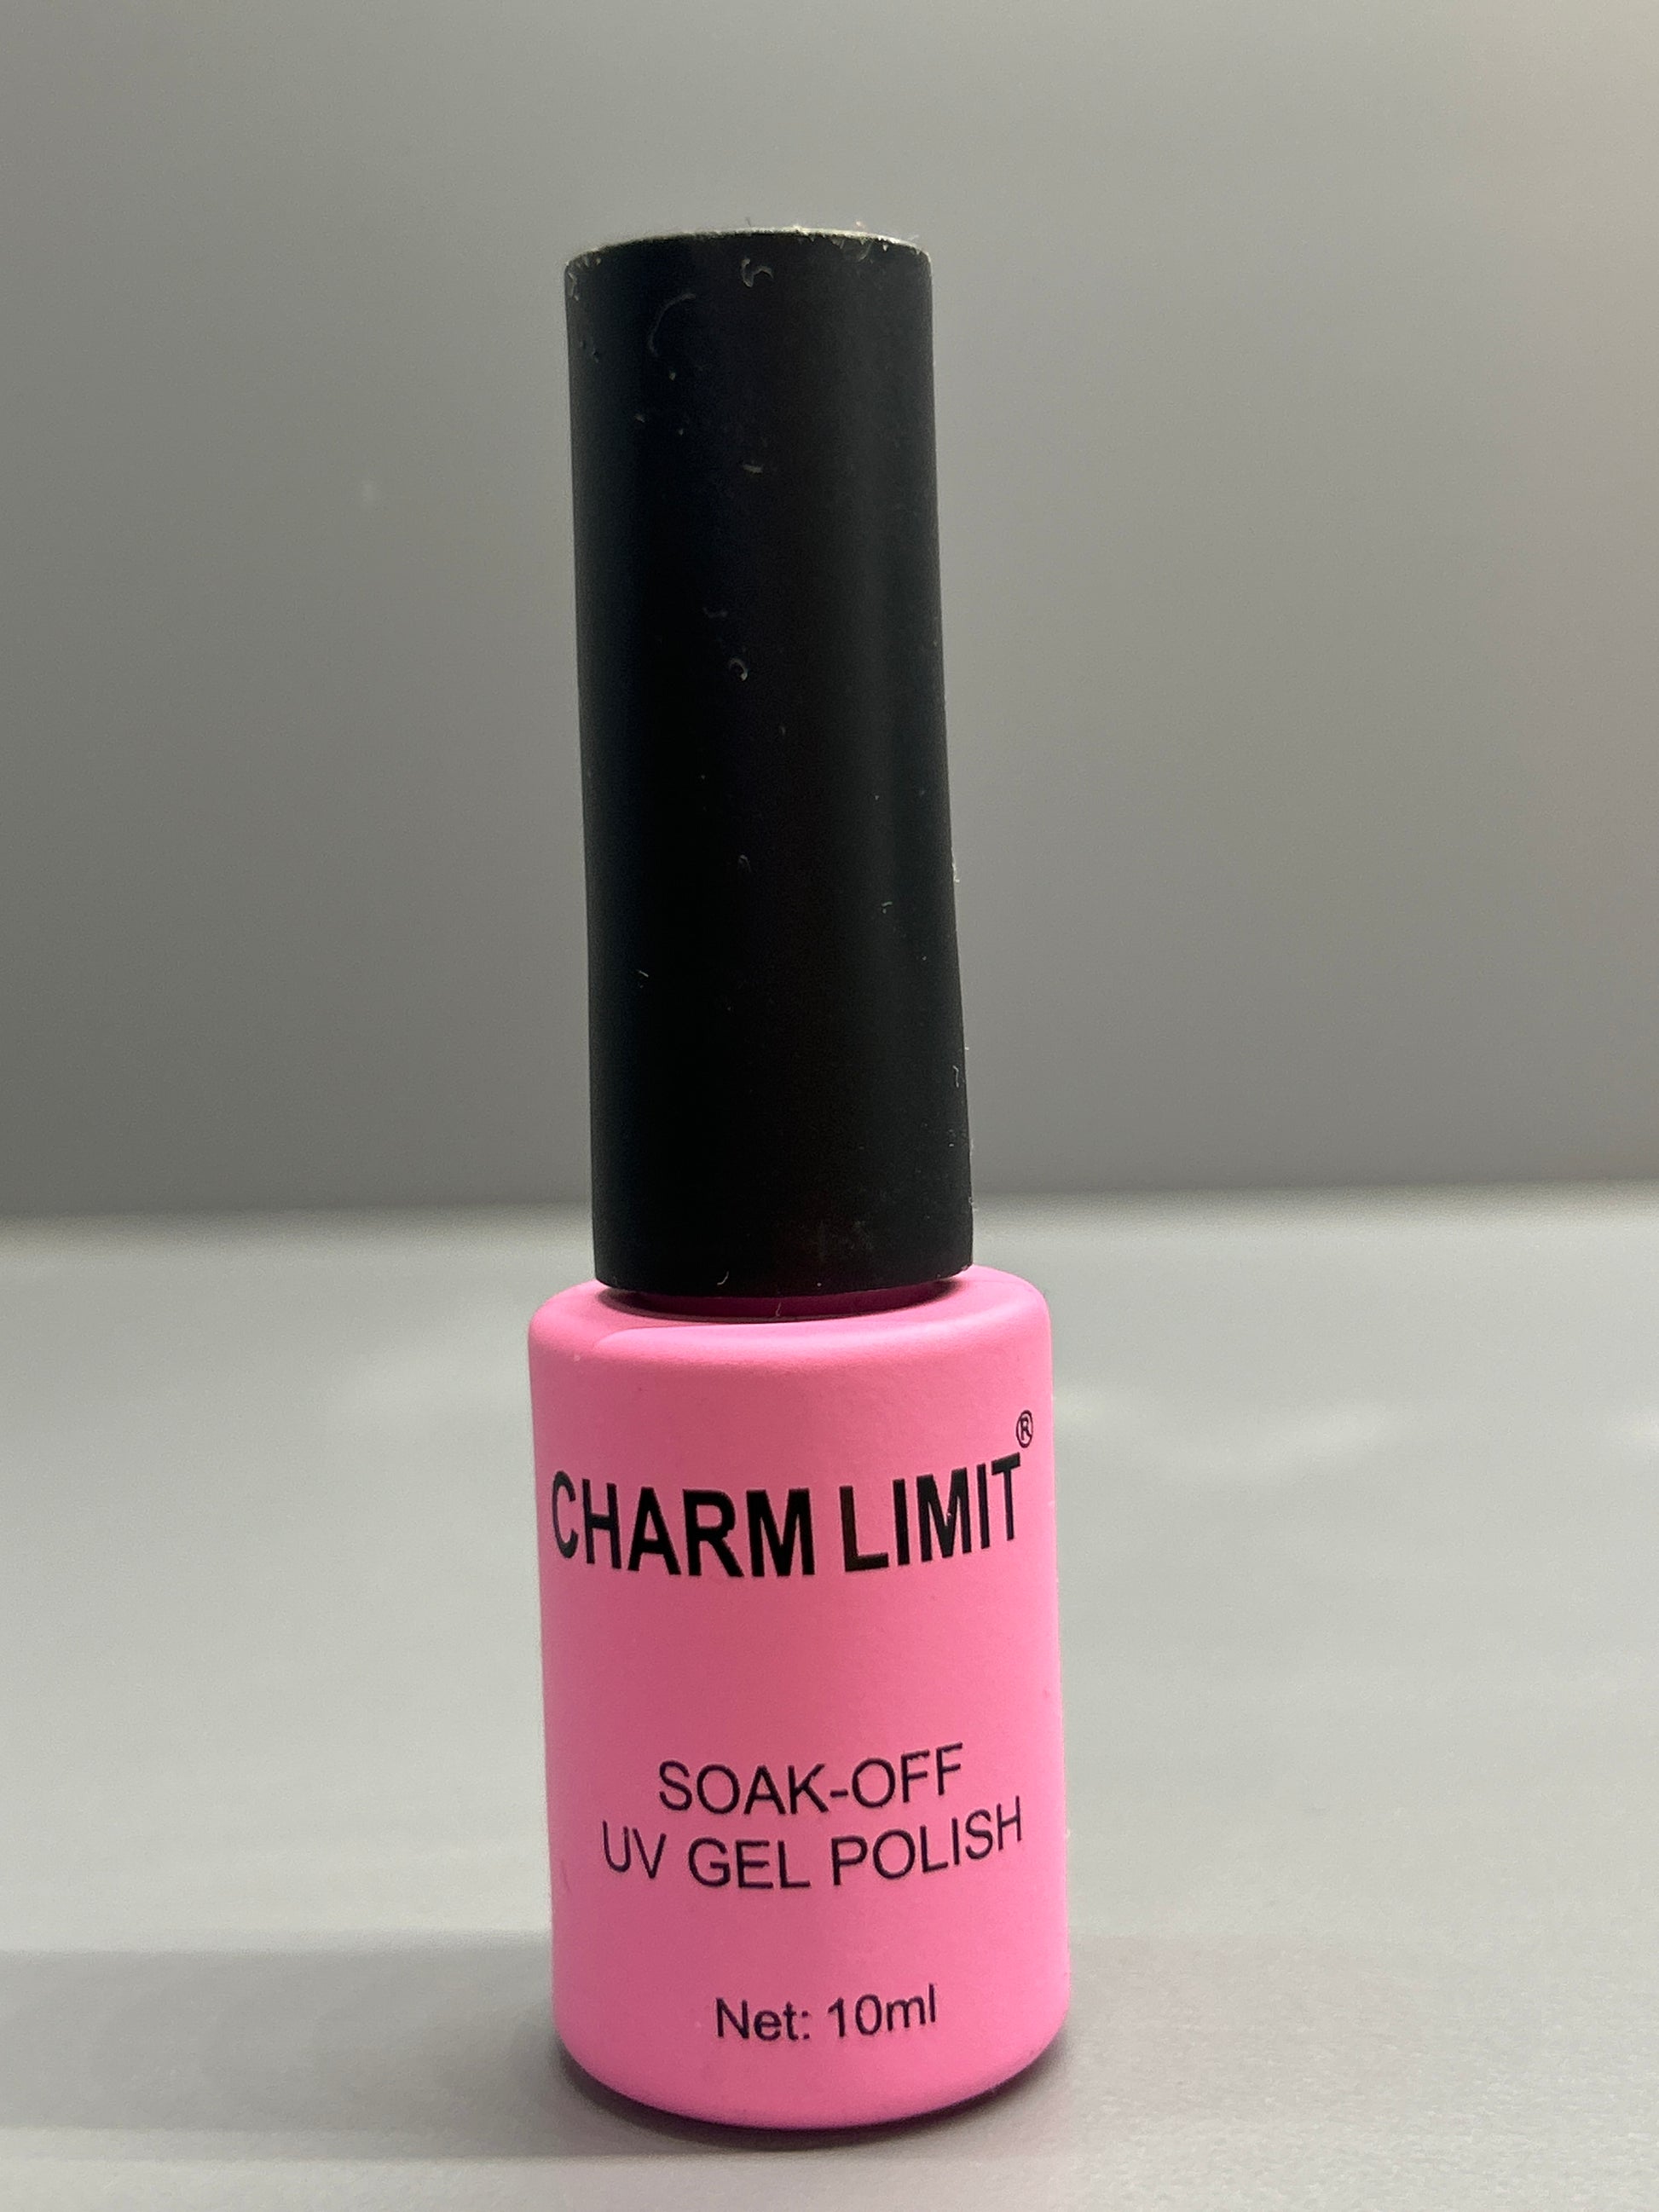 CHARM LIMIT®
SOAK-OFF
UV GEL POLISH
Net: 10ml